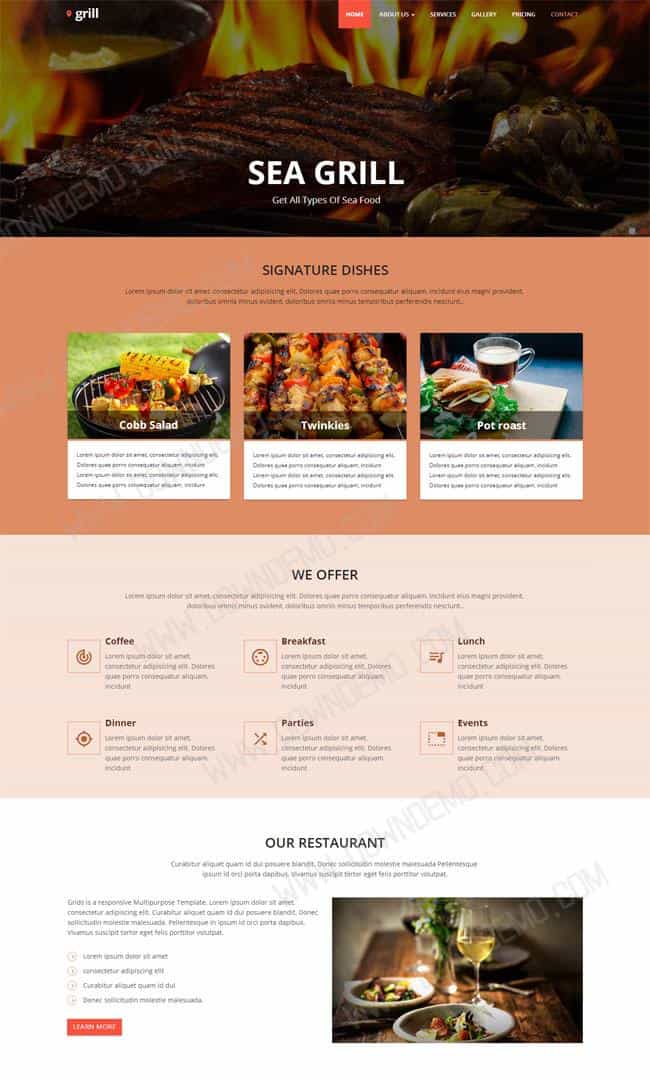 grill
HOME ABOUT US SERVICES GALLERY PRICING CONTACT
SEA GRILL
Get All Types Of Sea Food
SIGNATURE DISHES
Lorem ipsum dolor sit amet, consectetur adipisicing elit. Dolores quae porro consequatur aliquam, incidunt eius magni provident,
doloribus omnis minus ovident, doloribus omnis minus temporibus perferendis nesciunt..
Cobb Salad
Lorem ipsum dolor sit amet, consectetur adipisicing elit.
Dolores quae porro consequatur aliquam, incidunt
Lorem ipsum dolor sit amet, consectetur adipisicing elit.
Dolores quae porro consequatur aliquam, incidunt
Twinkies
Lorem ipsum dolor sit amet, consectetur adipisicing elit.
Dolores quae porro consequatur aliquam, incidunt
Lorem ipsum dolor sit amet, consectetur adipisicing elit.
Dolores quae porro consequatur aliquam, incidunt
Pot roast
Lorem ipsum dolor sit amet, consectetur adipisicing elit.
Dolores quae porro consequatur aliquam, incidunt
Lorem ipsum dolor sit amet, consectetur adipisicing elit.
Dolores quae porro consequatur aliquam, incidunt
WE OFFER
Lorem ipsum dolor sit amet, consectetur adipisicing elit. Dolores quae porro consequatur aliquam, incidunt eius magni provident,
doloribus omnis minus ovident, doloribus omnis minus temporibus perferendis nesciunt..
Coffee
Lorem ipsum dolor sit amet,
consectetur adipisicing elit. Dolores
quae porro consequatur aliquam,
incidunt
Breakfast
Lorem ipsum dolor sit amet,
consectetur adipisicing elit. Dolores
quae porro consequatur aliquam,
incidunt
Lunch
Lorem ipsum dolor sit amet,
consectetur adipisicing elit. Dolores
quae porro consequatur aliquam,
incidunt
Dinner
Lorem ipsum dolor sit amet,
consectetur adipisicing elit. Dolores
quae porro consequatur aliquam,
incidunt
Parties
Lorem ipsum dolor sit amet,
consectetur adipisicing elit. Dolores
quae porro consequatur aliquam,
incidunt
Events
Lorem ipsum dolor sit amet,
consectetur adipisicing elit. Dolores
quae porro consequatur aliquam,
incidunt
OUR RESTAURANT
Curabitur aliquet quam id dui posuere blandit. Donec sollicitudin molestie malesuada Pellentesque
ipsum id orci porta dapibus. Vivamus suscipit tortor eget felis porttitor volutpat.
Grids is a responsive Multipurpose Template. Lorem ipsum dolor sit amet,
consectetur adipiscing elit. Curabitur aliquet quam id dui posuere blandit. Donec
sollicitudin molestie malesuada. Pellentesque in ipsum id orci porta dapibus.
Vivamus suscipit tortor eget felis porttitor volutpat.
Lorem ipsum dolor sit amet
consectetur adipiscing elit
Curabitur aliquet quam id dui
Donec sollicitudin molestie malesuada.
LEARN MORE
WWW.DOWNDEMO.COM